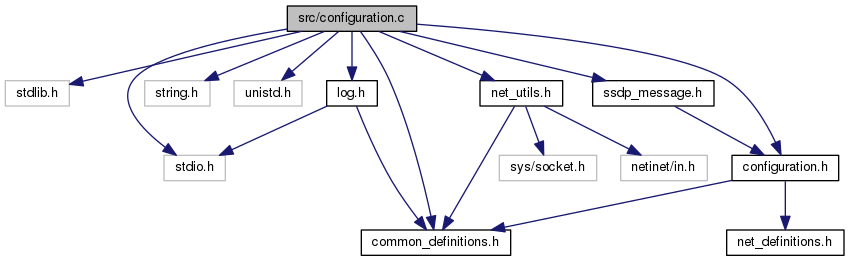 src/configuration.c
stdlib.h
string.h
unistd.h
log.h
net_utils.h
ssdp_message.h
stdio.h
sys/socket.h
netinet/in.h
configuration.h
common_definitions.h
net_definitions.h